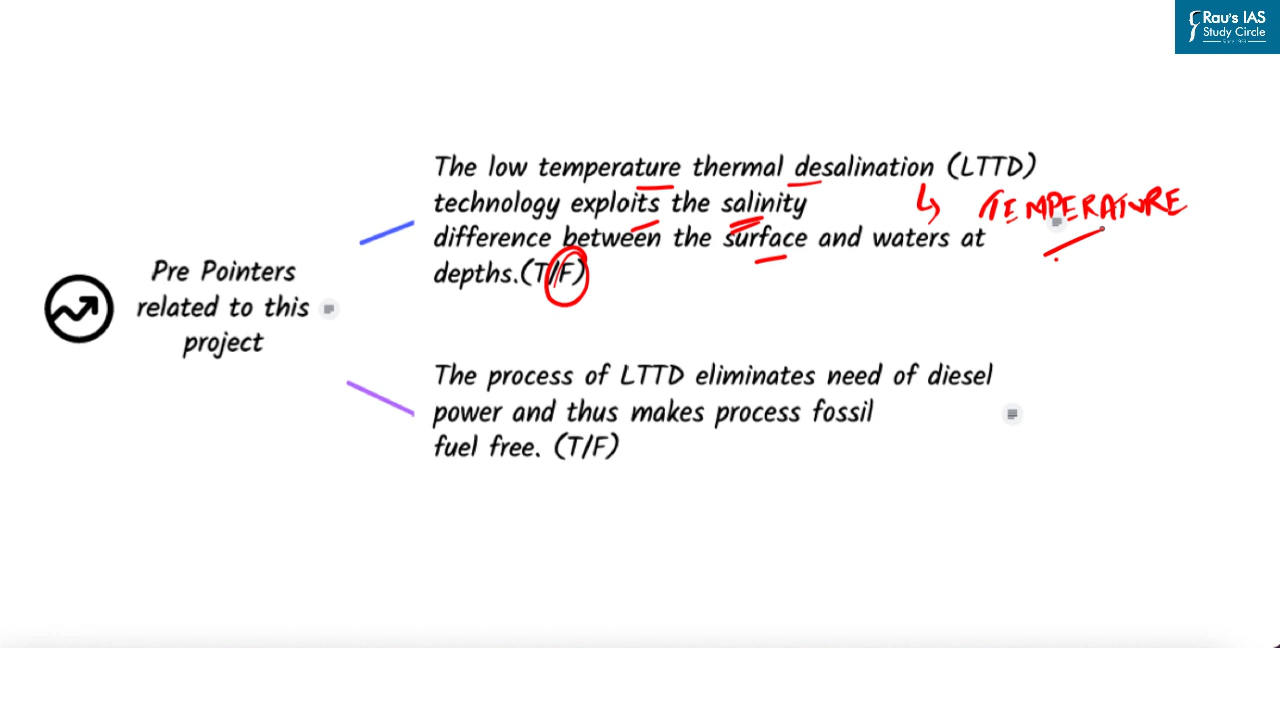 Rau's IAS
Study Circle
Since 1953
The low temperature thermal desalination (LTTD)
technology exploits the salinity
TEMPERATURE
difference between the surface and waters at
depths.(T/F)
Pre Pointers
related to this
project
The process of LTTD eliminates need of diesel
power and thus makes process fossil
fuel free. (T/F)